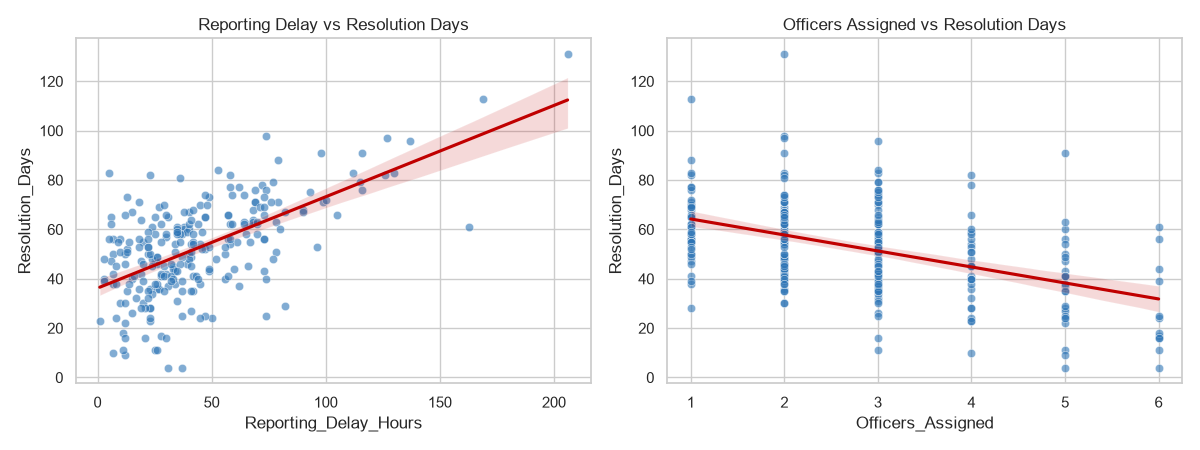 Reporting Delay vs Resolution Days
Resolution_Days
120
100
80
60
40
20
0
0 50 100 150 200
Reporting_Delay_Hours
Officers Assigned vs Resolution Days
Resolution_Days
120
100
80
60
40
20
0
1 2 3 4 5 6
Officers_Assigned